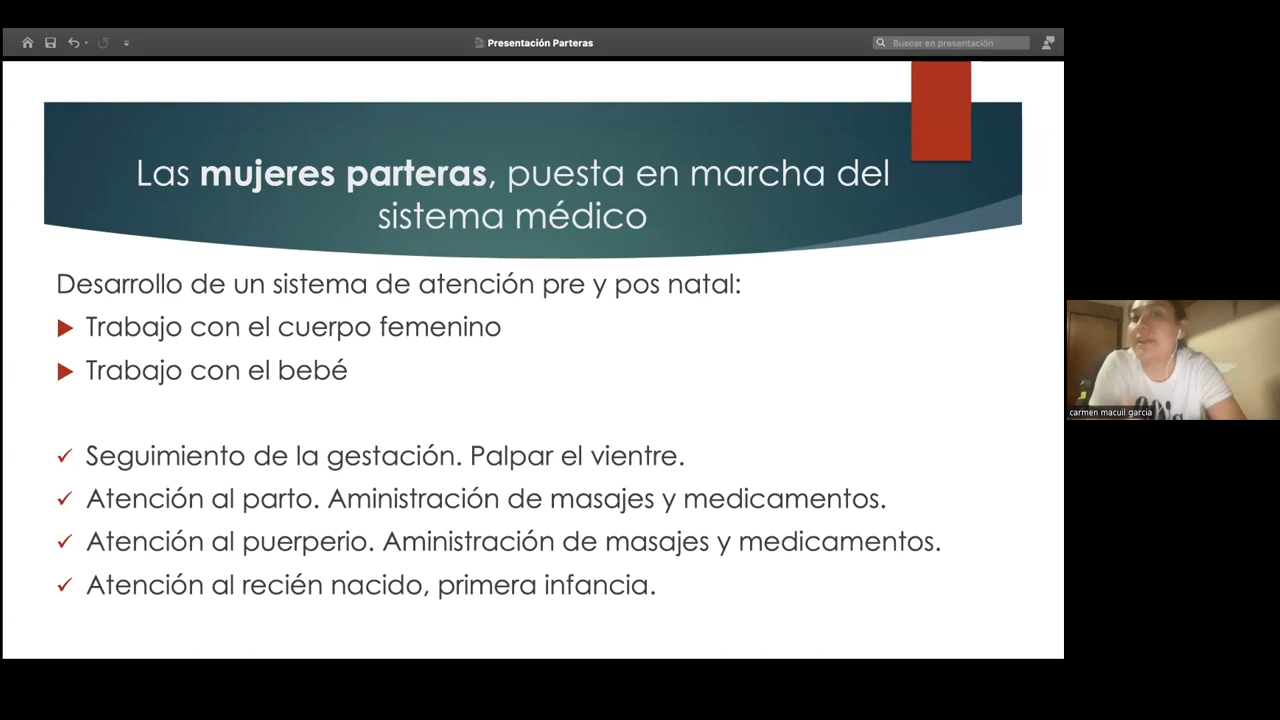 Presentación Parteras
Buscar en presentación
Las mujeres parteras, puesta en marcha del
sistema médico
Desarrollo de un sistema de atención pre y pos natal:
Trabajo con el cuerpo femenino
Trabajo con el bebé
Seguimiento de la gestación. Palpar el vientre.
Atención al parto. Aministración de masajes y medicamentos.
Atención al puerperio. Aministración de masajes y medicamentos.
Atención al recién nacido, primera infancia.
carmen macuil garcia